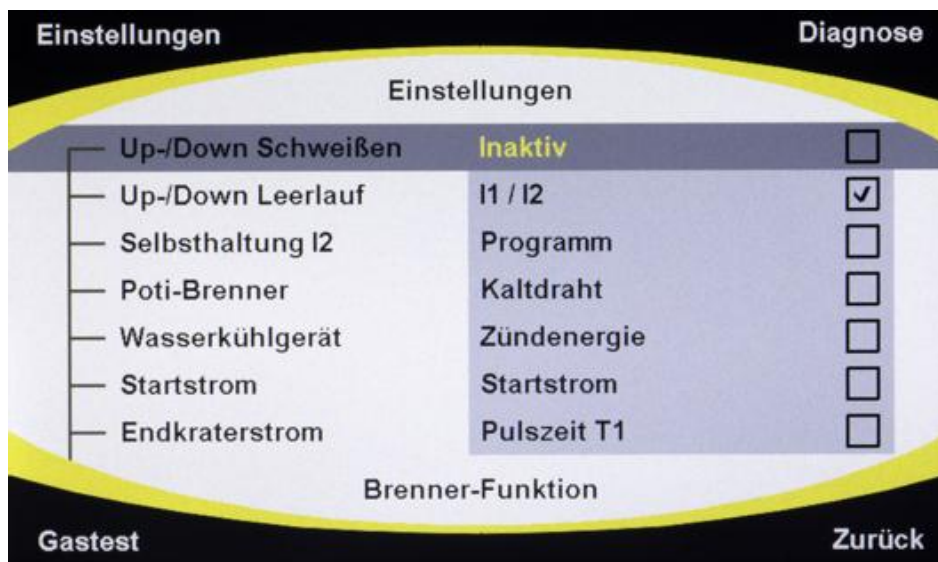 Einstellungen Diagnose
Einstellungen
Up-/Down Schweißen Inaktiv
Up-/Down Leerlauf I1 / I2
Selbsthaltung I2 Programm
Poti-Brenner Kaltdraht
Wasserkühlgerät Zündenergie
Startstrom Startstrom
Endkraterstrom Pulszeit T1
Brenner-Funktion
Gastest Zurück